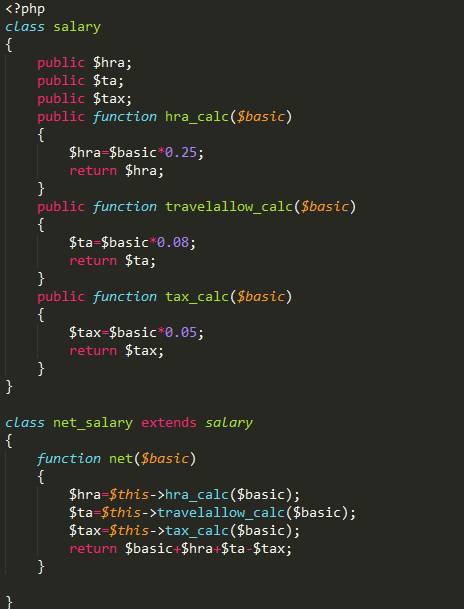 <?php
class salary
{
    public $hra;
    public $ta;
    public $tax;
    public function hra_calc($basic)
    {
        $hra=$basic*0.25;
        return $hra;
    }
    public function travelallow_calc($basic)
    {
        $ta=$basic*0.08;
        return $ta;
    }
    public function tax_calc($basic)
    {
        $tax=$basic*0.05;
        return $tax;
    }
}

class net_salary extends salary
{
    function net($basic)
    {
        $hra=$this->hra_calc($basic);
        $ta=$this->travelallow_calc($basic);
        $tax=$this->tax_calc($basic);
        return $basic+$hra+$ta-$tax;
    }

}